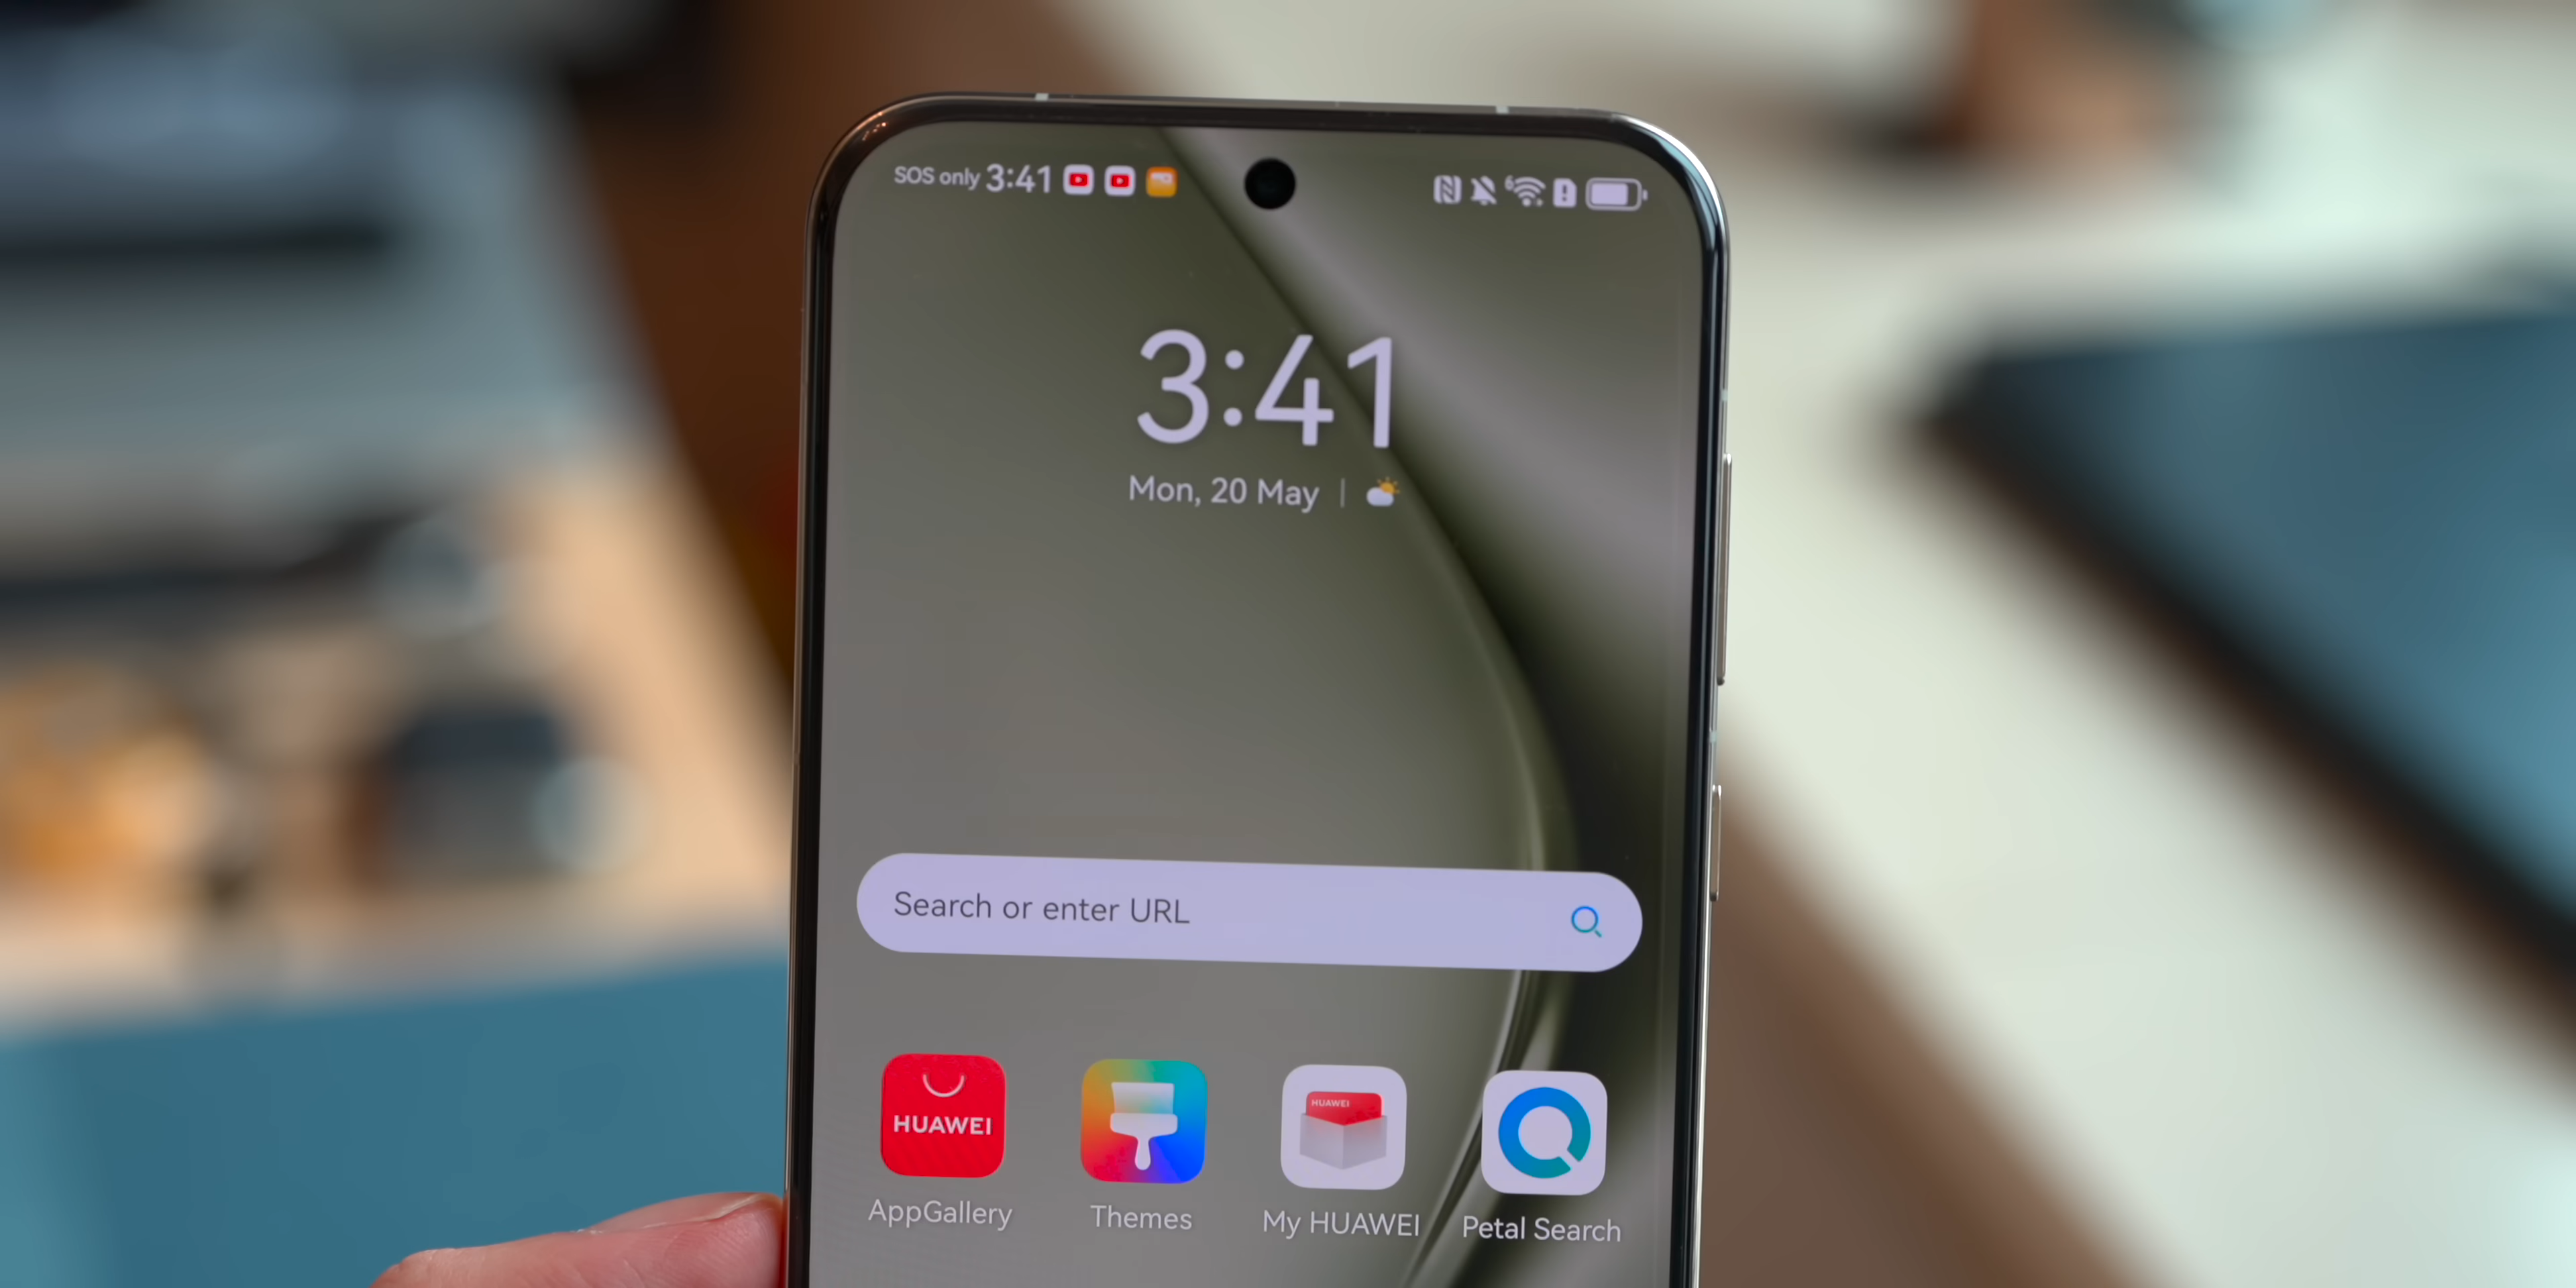 SOS only 3:41
6
3:41
Mon, 20 May
Search or enter URL
HUAWEI
HUAWEI
AppGallery
Themes
My HUAWEI
Petal Search